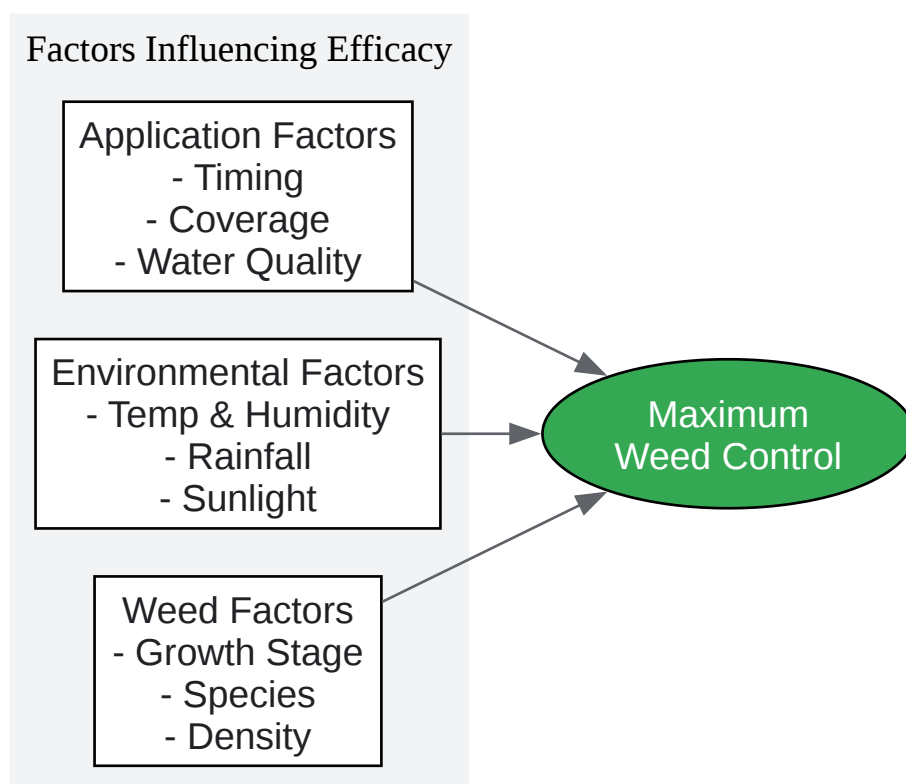 Factors Influencing Efficacy
Application Factors
- Timing
- Coverage
- Water Quality
Environmental Factors
- Temp & Humidity
- Rainfall
- Sunlight
Maximum
Weed Control
Weed Factors
- Growth Stage
- Species
- Density